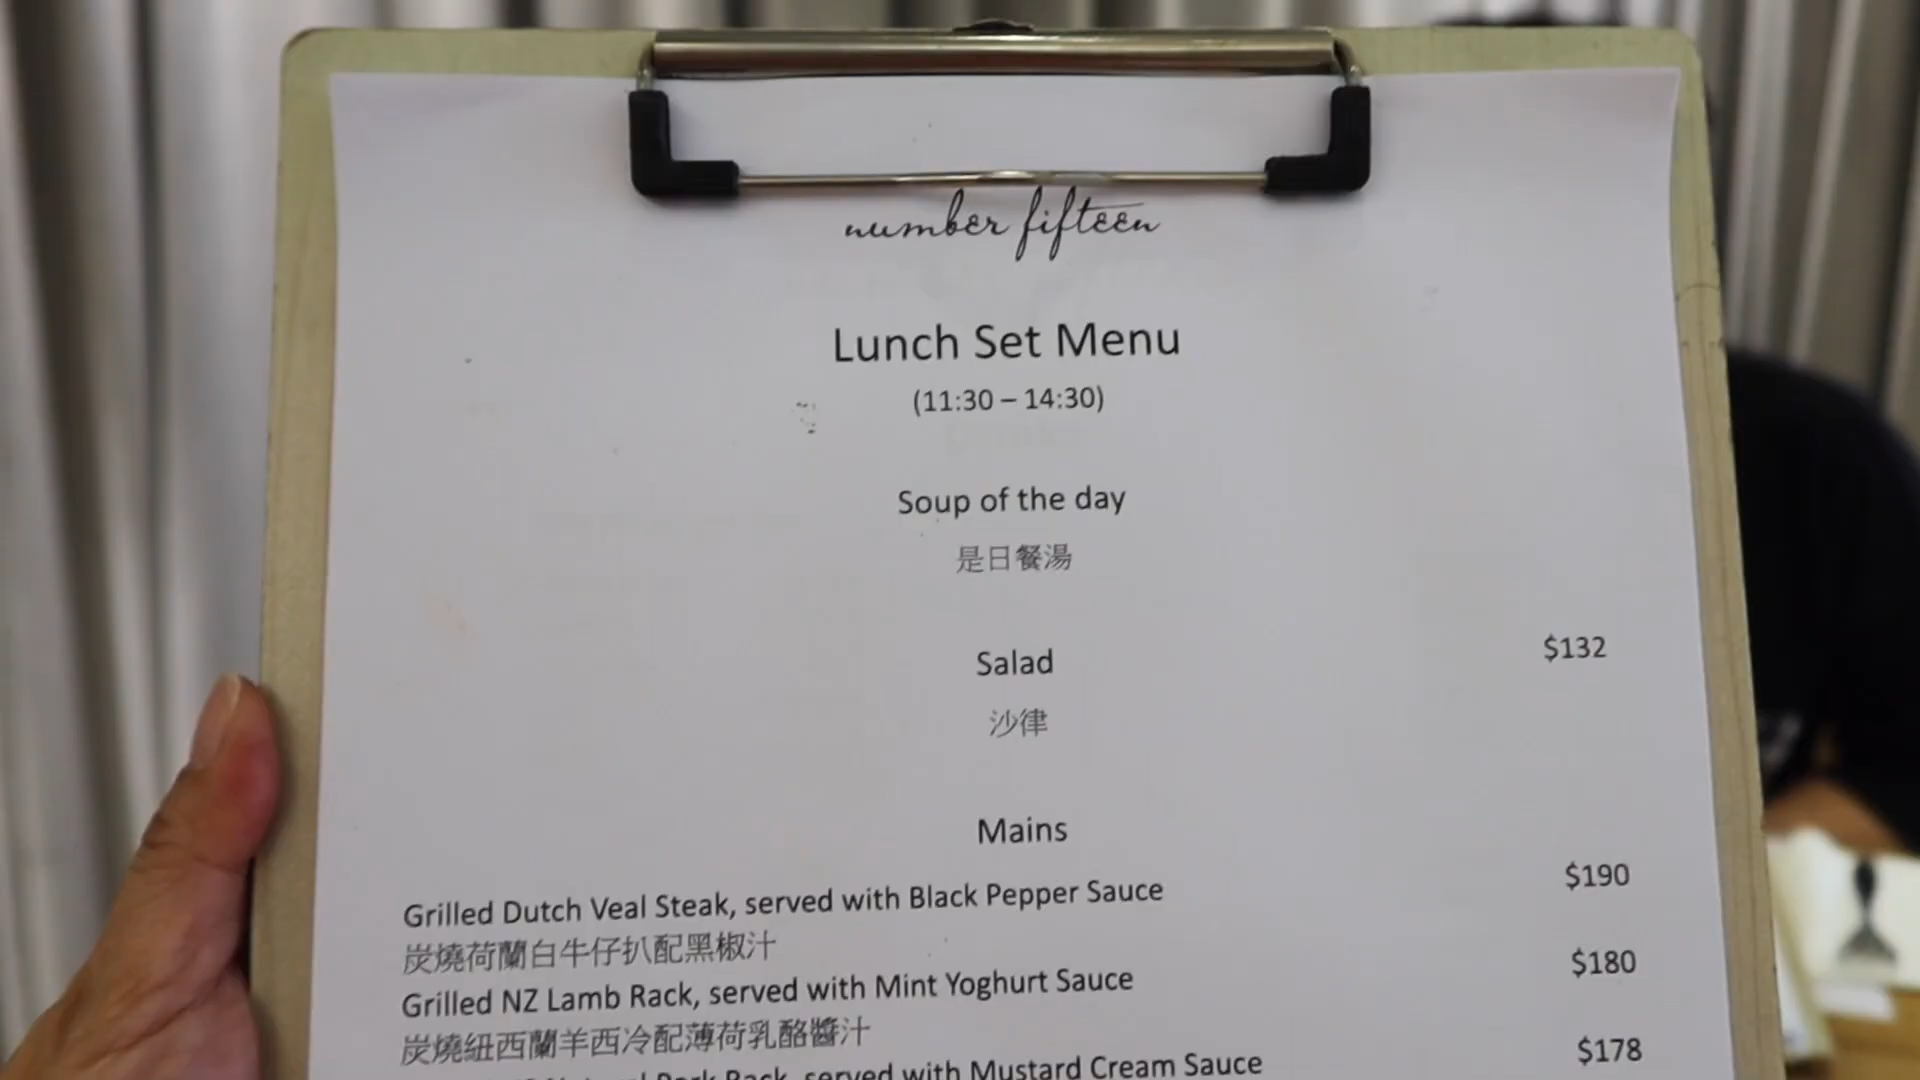 number fifteen
Lunch Set Menu
(11:30 – 14:30)
Soup of the day
是日餐湯
Salad $132
沙律
Mains
Grilled Dutch Veal Steak, served with Black Pepper Sauce $190
炭燒荷蘭白牛仔扒配黑椒汁
Grilled NZ Lamb Rack, served with Mint Yoghurt Sauce $180
炭燒紐西蘭羊西冷配薄荷乳酪醬汁
Pork Rack, served with Mustard Cream Sauce $178